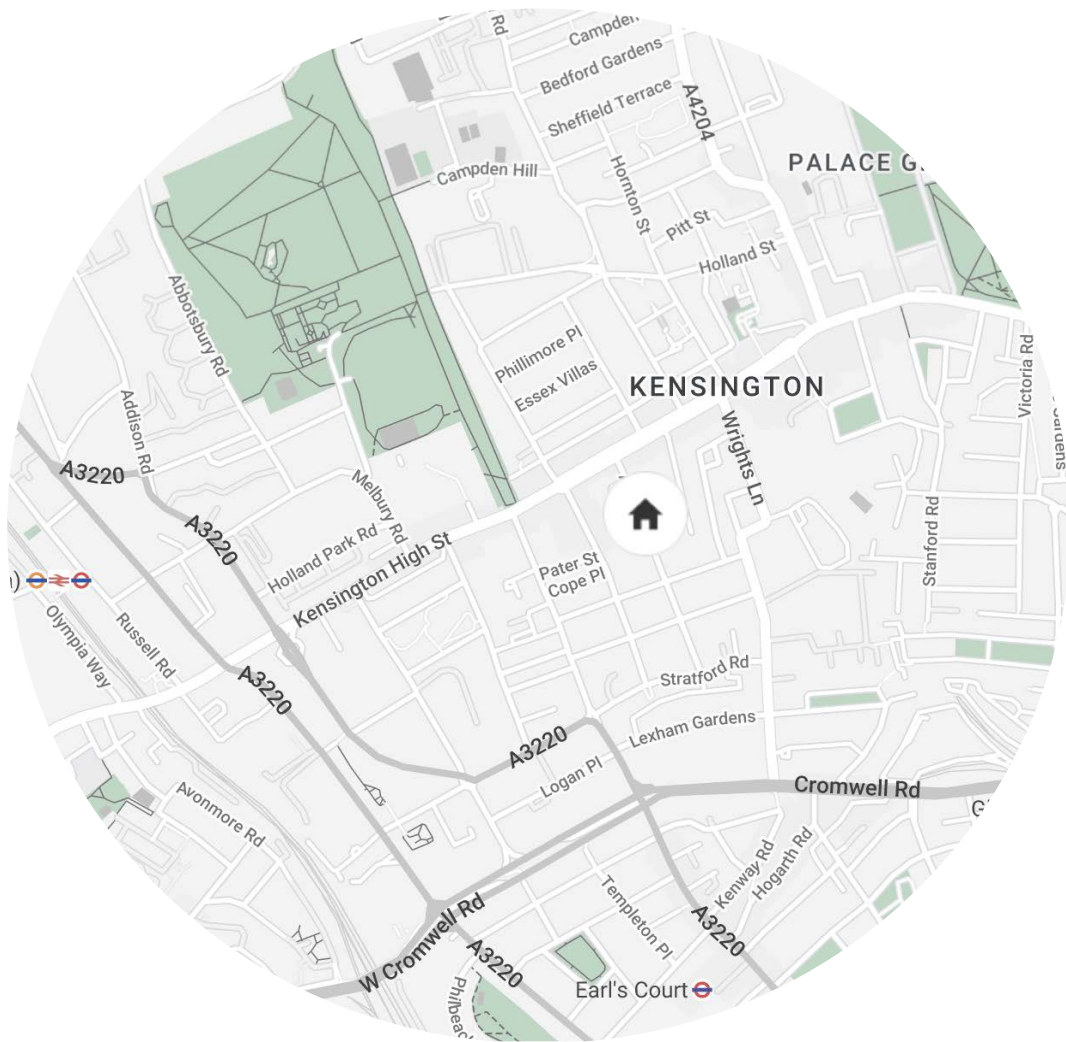 Rd
Campden
Bedford Gardens
Sheffield Terrace
A4204
PALACE G
Campden Hill
Hornton St
Pitt St
Holland St
Abbotsbury Rd
Phillimore Pl
Essex Villas
KENSINGTON
Victoria Rd
Gardens
Addison Rd
Wrights Ln
A3220
Melbury Rd
A3220
Stanford Rd
Holland Park Rd
Kensington High St
Pater St
Cope Pl
)
Olympia Way
Russell Rd
A3220
Stratford Rd
Lexham Gardens
A3220
Logan Pl
Cromwell Rd
Avonmore Rd
Kenway Rd
Hogarth Rd
Templeton Pl
W Cromwell Rd
A3220
A3220
Earl's Court
Philbeac